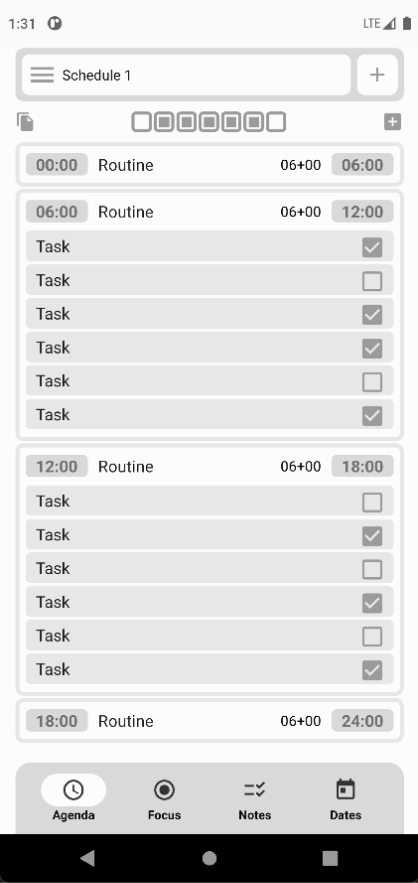 1:31 LTE
Schedule 1
00:00 Routine 06+00 06:00
06:00 Routine 06+00 12:00
Task
Task
Task
Task
Task
Task
12:00 Routine 06+00 18:00
Task
Task
Task
Task
Task
Task
18:00 Routine 06+00 24:00
Agenda Focus Notes Dates